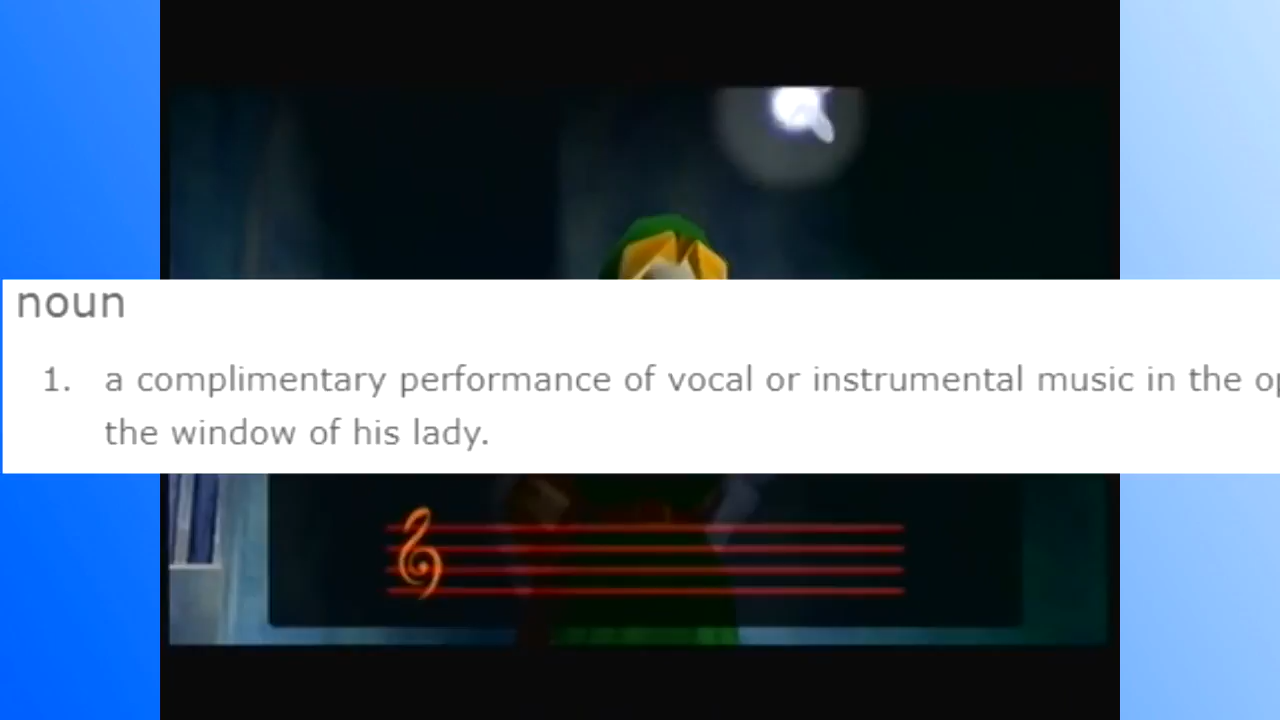 noun
1. a complimentary performance of vocal or instrumental music in the
the window of his lady.